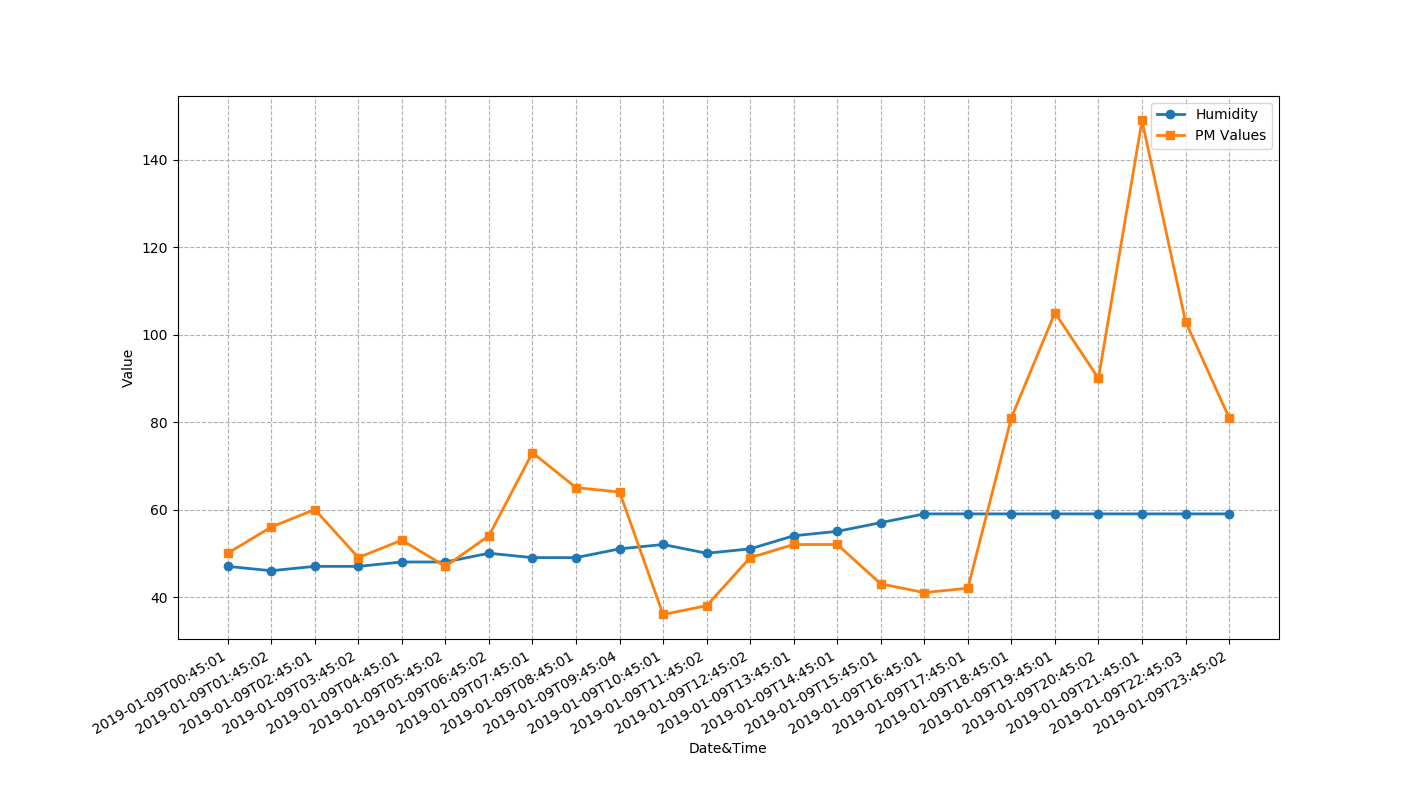 Humidity
PM Values
140
120
100
80
60
40
Value
2019-01-09T00:45:01
2019-01-09T01:45:02
2019-01-09T02:45:01
2019-01-09T03:45:02
2019-01-09T04:45:01
2019-01-09T05:45:02
2019-01-09T06:45:02
2019-01-09T07:45:01
2019-01-09T08:45:01
2019-01-09T09:45:04
2019-01-09T10:45:01
2019-01-09T11:45:02
2019-01-09T12:45:02
2019-01-09T13:45:01
2019-01-09T14:45:01
2019-01-09T15:45:01
2019-01-09T16:45:01
2019-01-09T17:45:01
2019-01-09T18:45:01
2019-01-09T19:45:01
2019-01-09T20:45:02
2019-01-09T21:45:01
2019-01-09T22:45:03
2019-01-09T23:45:02
Date&Time